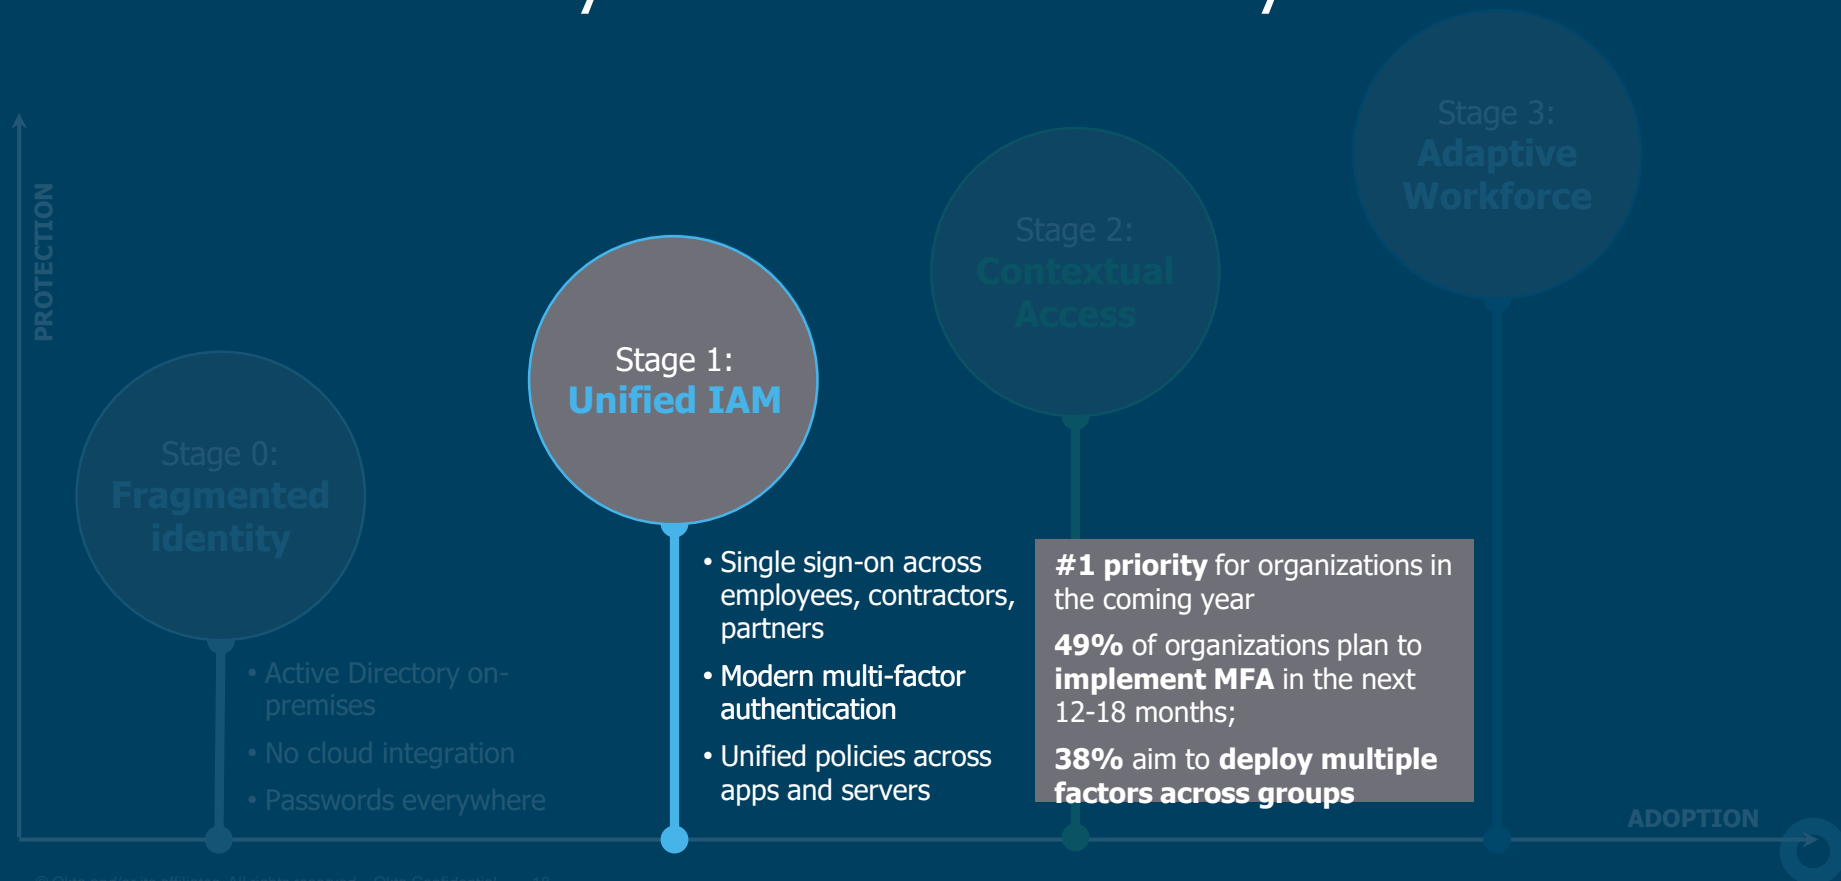 PROTECTION
Stage 0:
Fragmented
identity
• Active Directory on-
premises
• No cloud integration
• Passwords everywhere
Stage 1:
Unified IAM
• Single sign-on across
employees, contractors,
partners
• Modern multi-factor
authentication
• Unified policies across
apps and servers
Stage 2:
Contextual
Access
#1 priority for organizations in
the coming year
49% of organizations plan to
implement MFA in the next
12-18 months;
38% aim to deploy multiple
factors across groups
Stage 3:
Adaptive
Workforce
ADOPTION